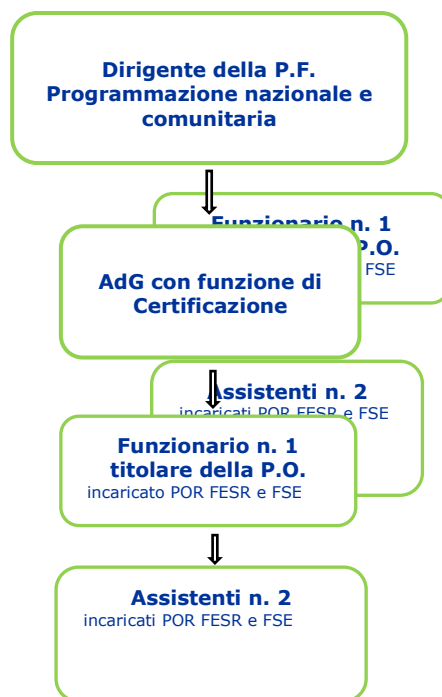 Dirigente della P.F.
Programmazione nazionale e
comunitaria
Funzionario n. 1
P.O.
FSE
AdG con funzione di
Certificazione
Assistenti n. 2
incaricati POR FESR e FSE
Funzionario n. 1
titolare della P.O.
incaricato POR FESR e FSE
Assistenti n. 2
incaricati POR FESR e FSE